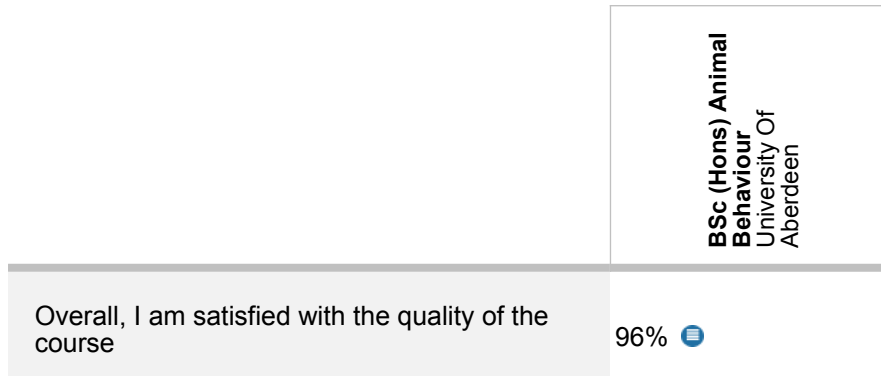 BSc (Hons) Animal
Behaviour
University Of
Aberdeen
Overall, I am satisfied with the quality of the
course
96%